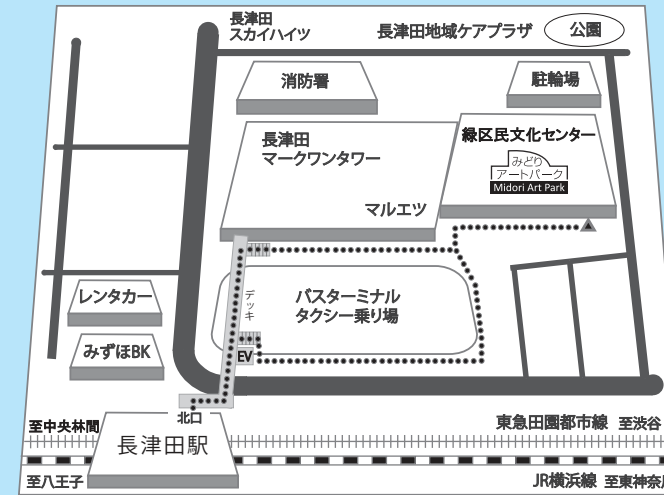 長津田
スカイハイツ
長津田地域ケアプラザ
公園
消防署
駐輪場
長津田
マークワンタワー
緑区民文化センター
みどり
アートパーク
Midori Art Park
マルエツ
レンタカー
デッキ
バスターミナル
タクシー乗り場
みずほBK
EV
北口
至中央林間
東急田園都市線 至渋谷
長津田駅
至八王子
JR横浜線 至東神奈